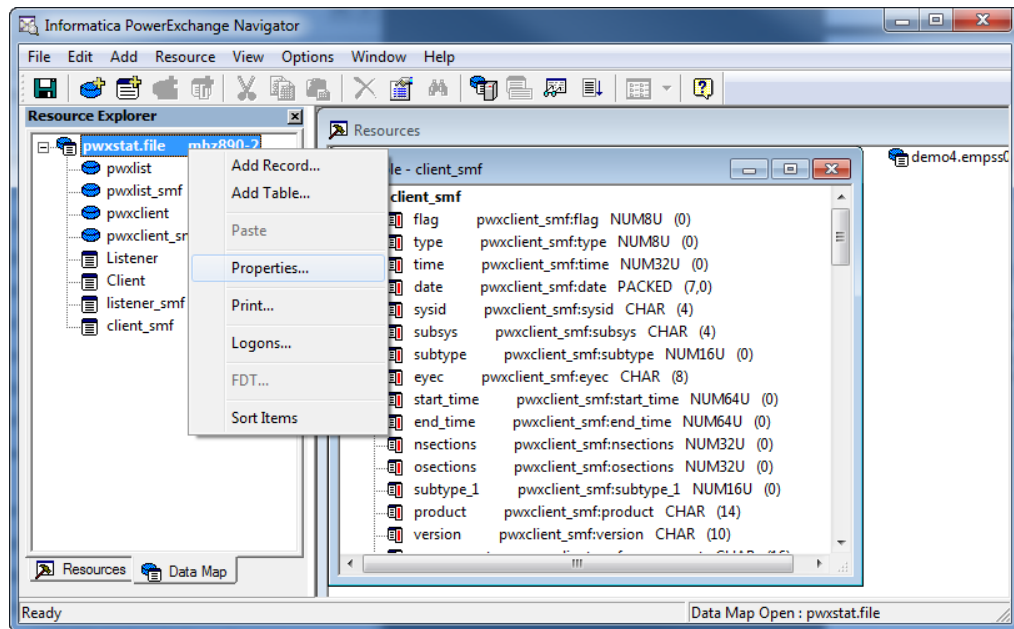 Informatica PowerExchange Navigator
File Edit Add Resource View Options Window Help
Resource Explorer
pwxstat.file mhz890-2
pwxlist
pwxlist_smf
pwxclient
pwxclient_sm
Listener
Client
listener_smf
client_smf
Resources Data Map
Add Record...
Add Table...
Paste
Properties...
Print...
Logons...
FDT...
Sort Items
Resources
le - client_smf
client_smf
flag pwxclient_smf:flag NUM8U (0)
type pwxclient_smf:type NUM8U (0)
time pwxclient_smf:time NUM32U (0)
date pwxclient_smf:date PACKED (7,0)
sysid pwxclient_smf:sysid CHAR (4)
subsys pwxclient_smf:subsys CHAR (4)
subtype pwxclient_smf:subtype NUM16U (0)
eyec pwxclient_smf:eyec CHAR (8)
start_time pwxclient_smf:start_time NUM64U (0)
end_time pwxclient_smf:end_time NUM64U (0)
nsections pwxclient_smf:nsections NUM32U (0)
osections pwxclient_smf:osections NUM32U (0)
subtype_1 pwxclient_smf:subtype_1 NUM16U (0)
product pwxclient_smf:product CHAR (14)
version pwxclient_smf:version CHAR (10)
demo4.empss0
Ready
Data Map Open : pwxstat.file